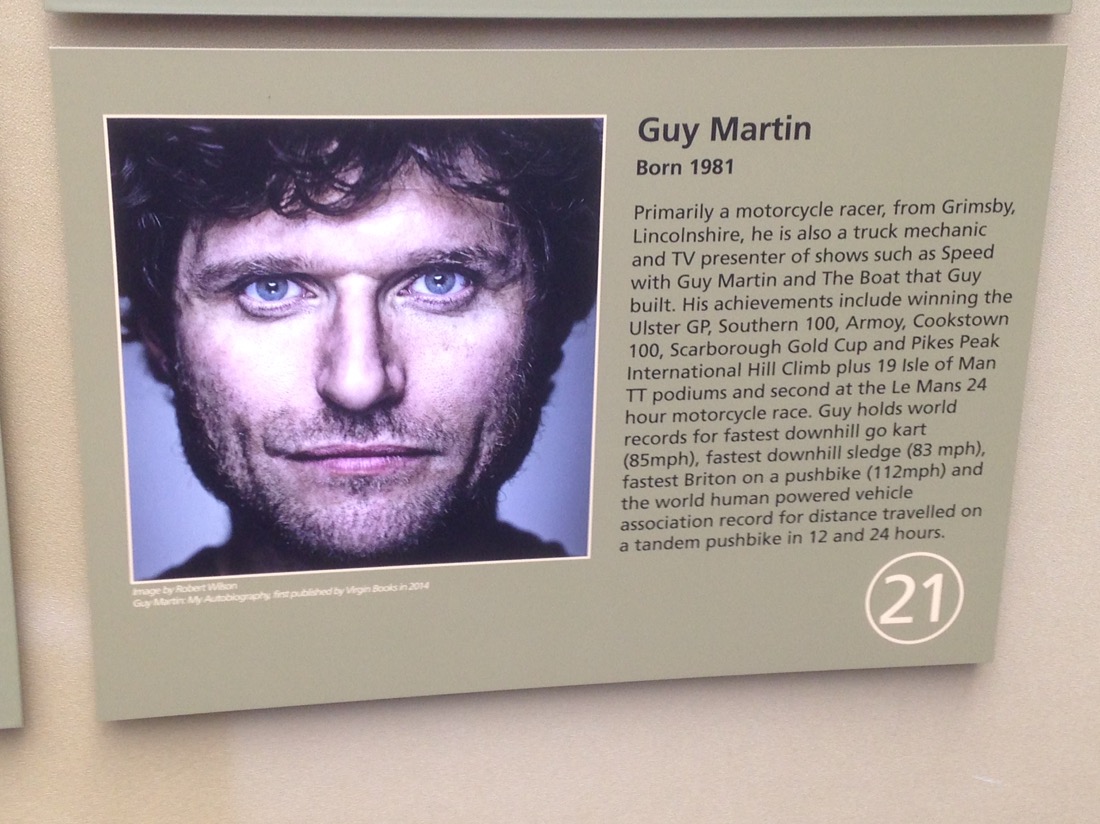 Guy Martin
Born 1981
Primarily a motorcycle racer, from Grimsby,
Lincolnshire, he is also a truck mechanic
and TV presenter of shows such as Speed
with Guy Martin and The Boat that Guy
built. His achievements include winning the
Ulster GP, Southern 100, Armoy, Cookstown
100, Scarborough Gold Cup and Pikes Peak
International Hill Climb plus 19 Isle of Man
TT podiums and second at the Le Mans 24
hour motorcycle race. Guy holds world
records for fastest downhill go kart
(85mph), fastest downhill sledge (83 mph),
fastest Briton on a pushbike (112mph) and
the world human powered vehicle
association record for distance travelled on
a tandem pushbike in 12 and 24 hours.
Image by Robert Wilson
Guy Martin: My Autobiography, first published by Virgin Books in 2014
21